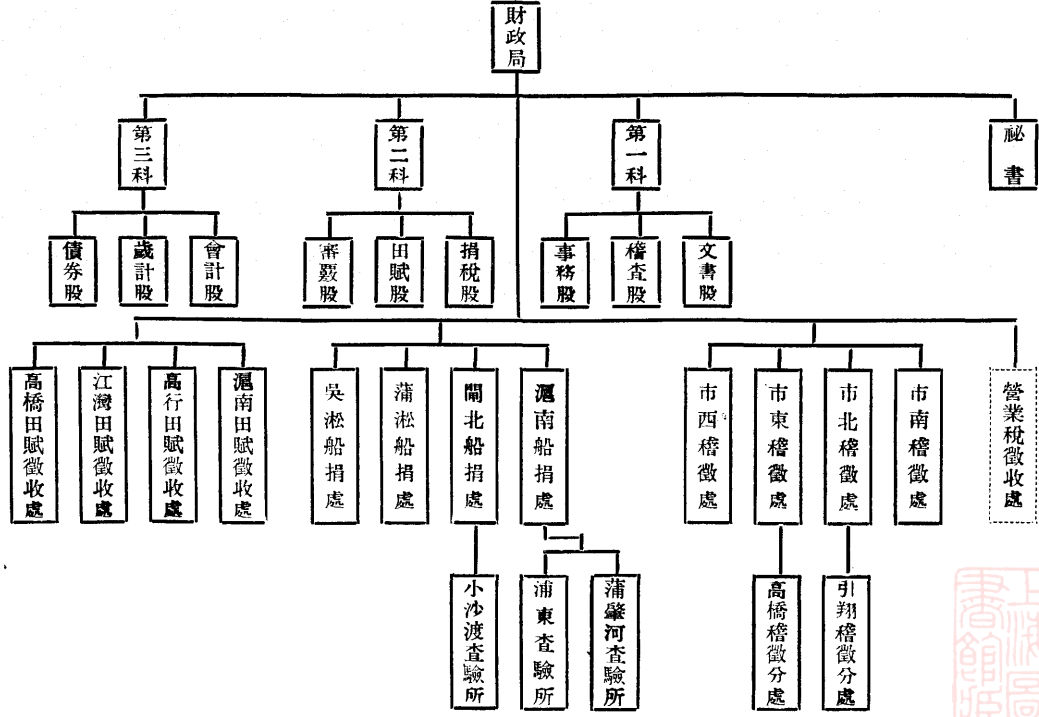 財政局
祕書
第一科
第二科
第三科
文書股
稽查股
事務股
捐稅股
田賦股
審覈股
會計股
歲計股
債券股
營業稅徵收處
市南稽徵處
市北稽徵處
市東稽徵處
市西稽徵處
滬南船捐處
閘北船捐處
蒲淞船捐處
吳淞船捐處
滬南田賦徵收處
高行田賦徵收處
江灣田賦徵收處
高橋田賦徵收處
引翔稽徵分處
高橋稽徵分處
蒲肇河查驗所
浦東查驗所
小沙渡查驗所